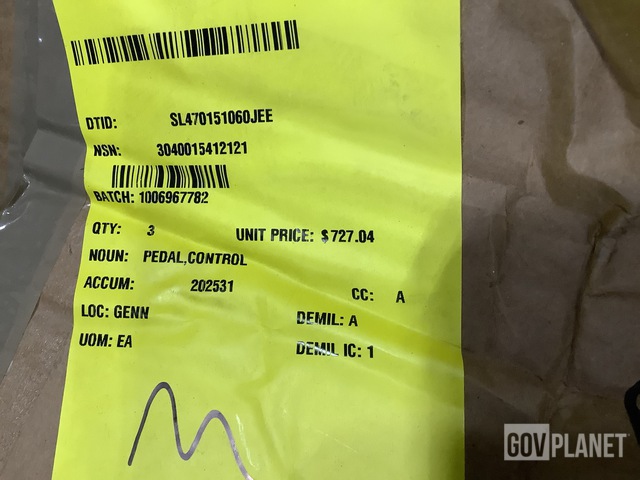 DTID: SL470151060JEE
NSN: 3040015412121
BATCH: 1006967782
QTY: 3 UNIT PRICE: $727.04
NOUN: PEDAL,CONTROL
ACCUM: 202531 CC: A
LOC: GENN DEMIL: A
UOM: EA DEMIL IC: 1
M
GOVPLANET